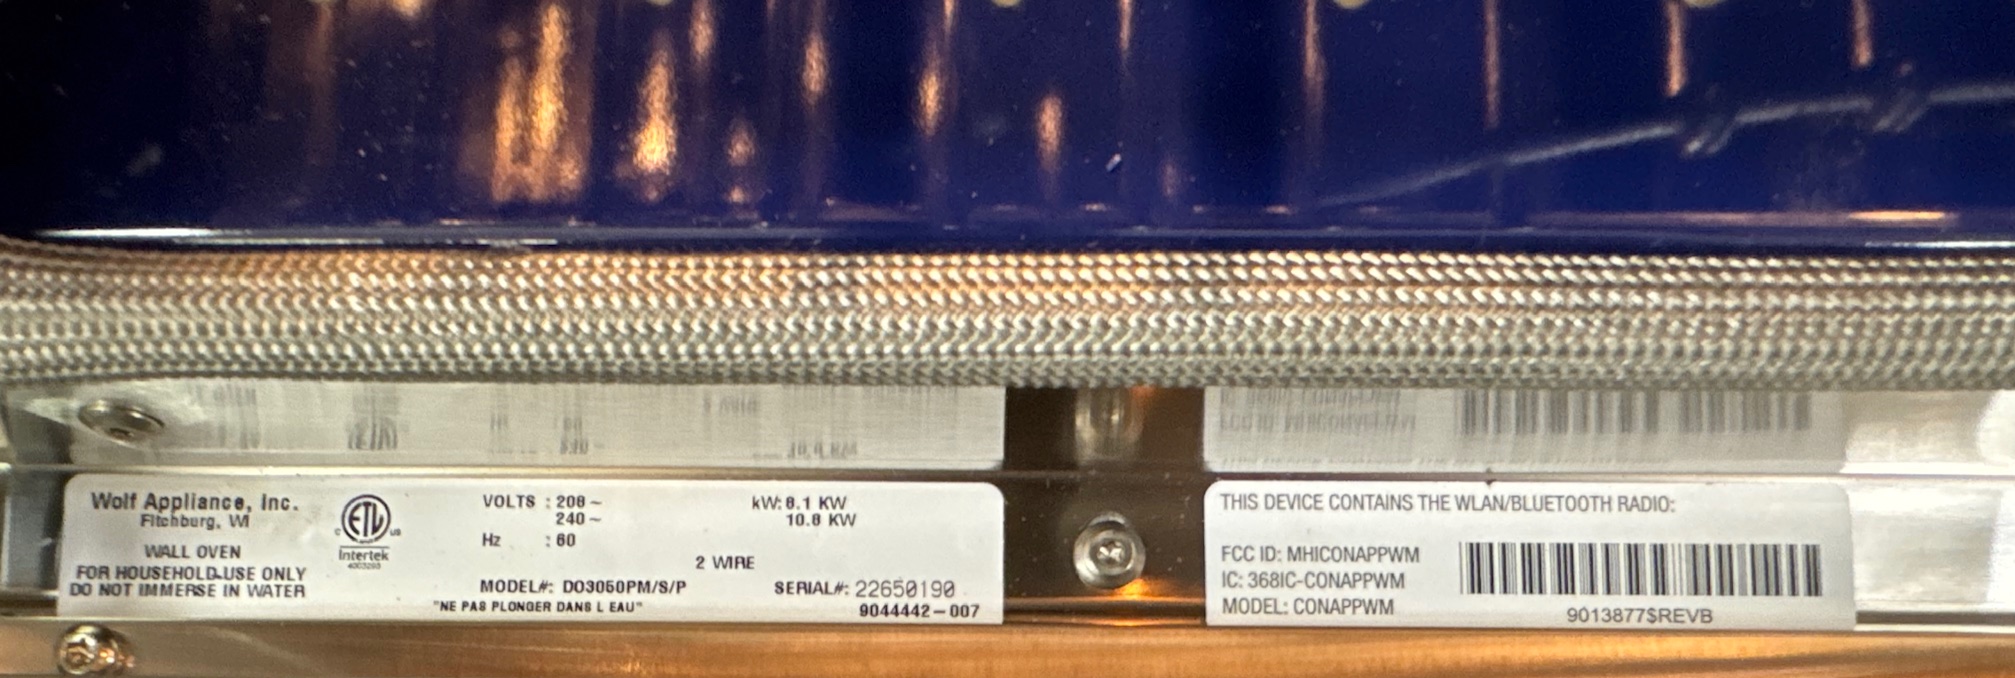 Wolf Appliance, Inc.
Fitchburg, WI
WALL OVEN
FOR HOUSEHOLD USE ONLY
DO NOT IMMERSE IN WATER
ETL
C US
Intertek
4003293
VOLTS : 208~
240~
Hz : 60
kW: 8.1 KW
10.8 KW
2 WIRE
MODEL#: DO3050PM/S/P
SERIAL#: 22650190
"NE PAS PLONGER DANS L EAU"
9044442-007
THIS DEVICE CONTAINS THE WLAN/BLUETOOTH RADIO:
FCC ID: MHICONAPPWM
IC: 368IC-CONAPPWM
MODEL: CONAPPWM
9013877$REVB